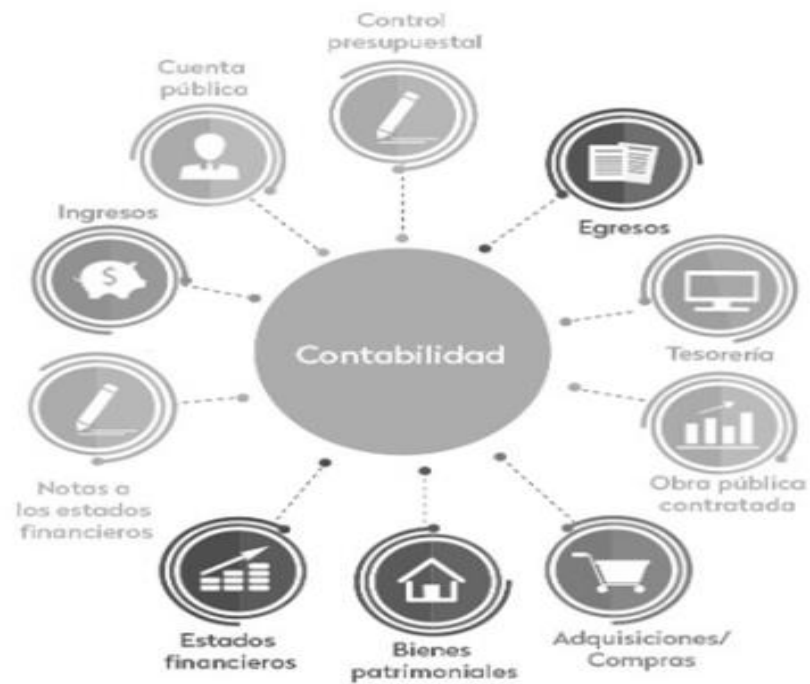 Control
presupuestal
Cuenta
pública
Egresos
Ingresos
$
Contabilidad
Tesorería
Notas a
los estados
financieros
Obra pública
contratada
Estados
financieros
Bienes
patrimoniales
Adquisiciones/
Compras